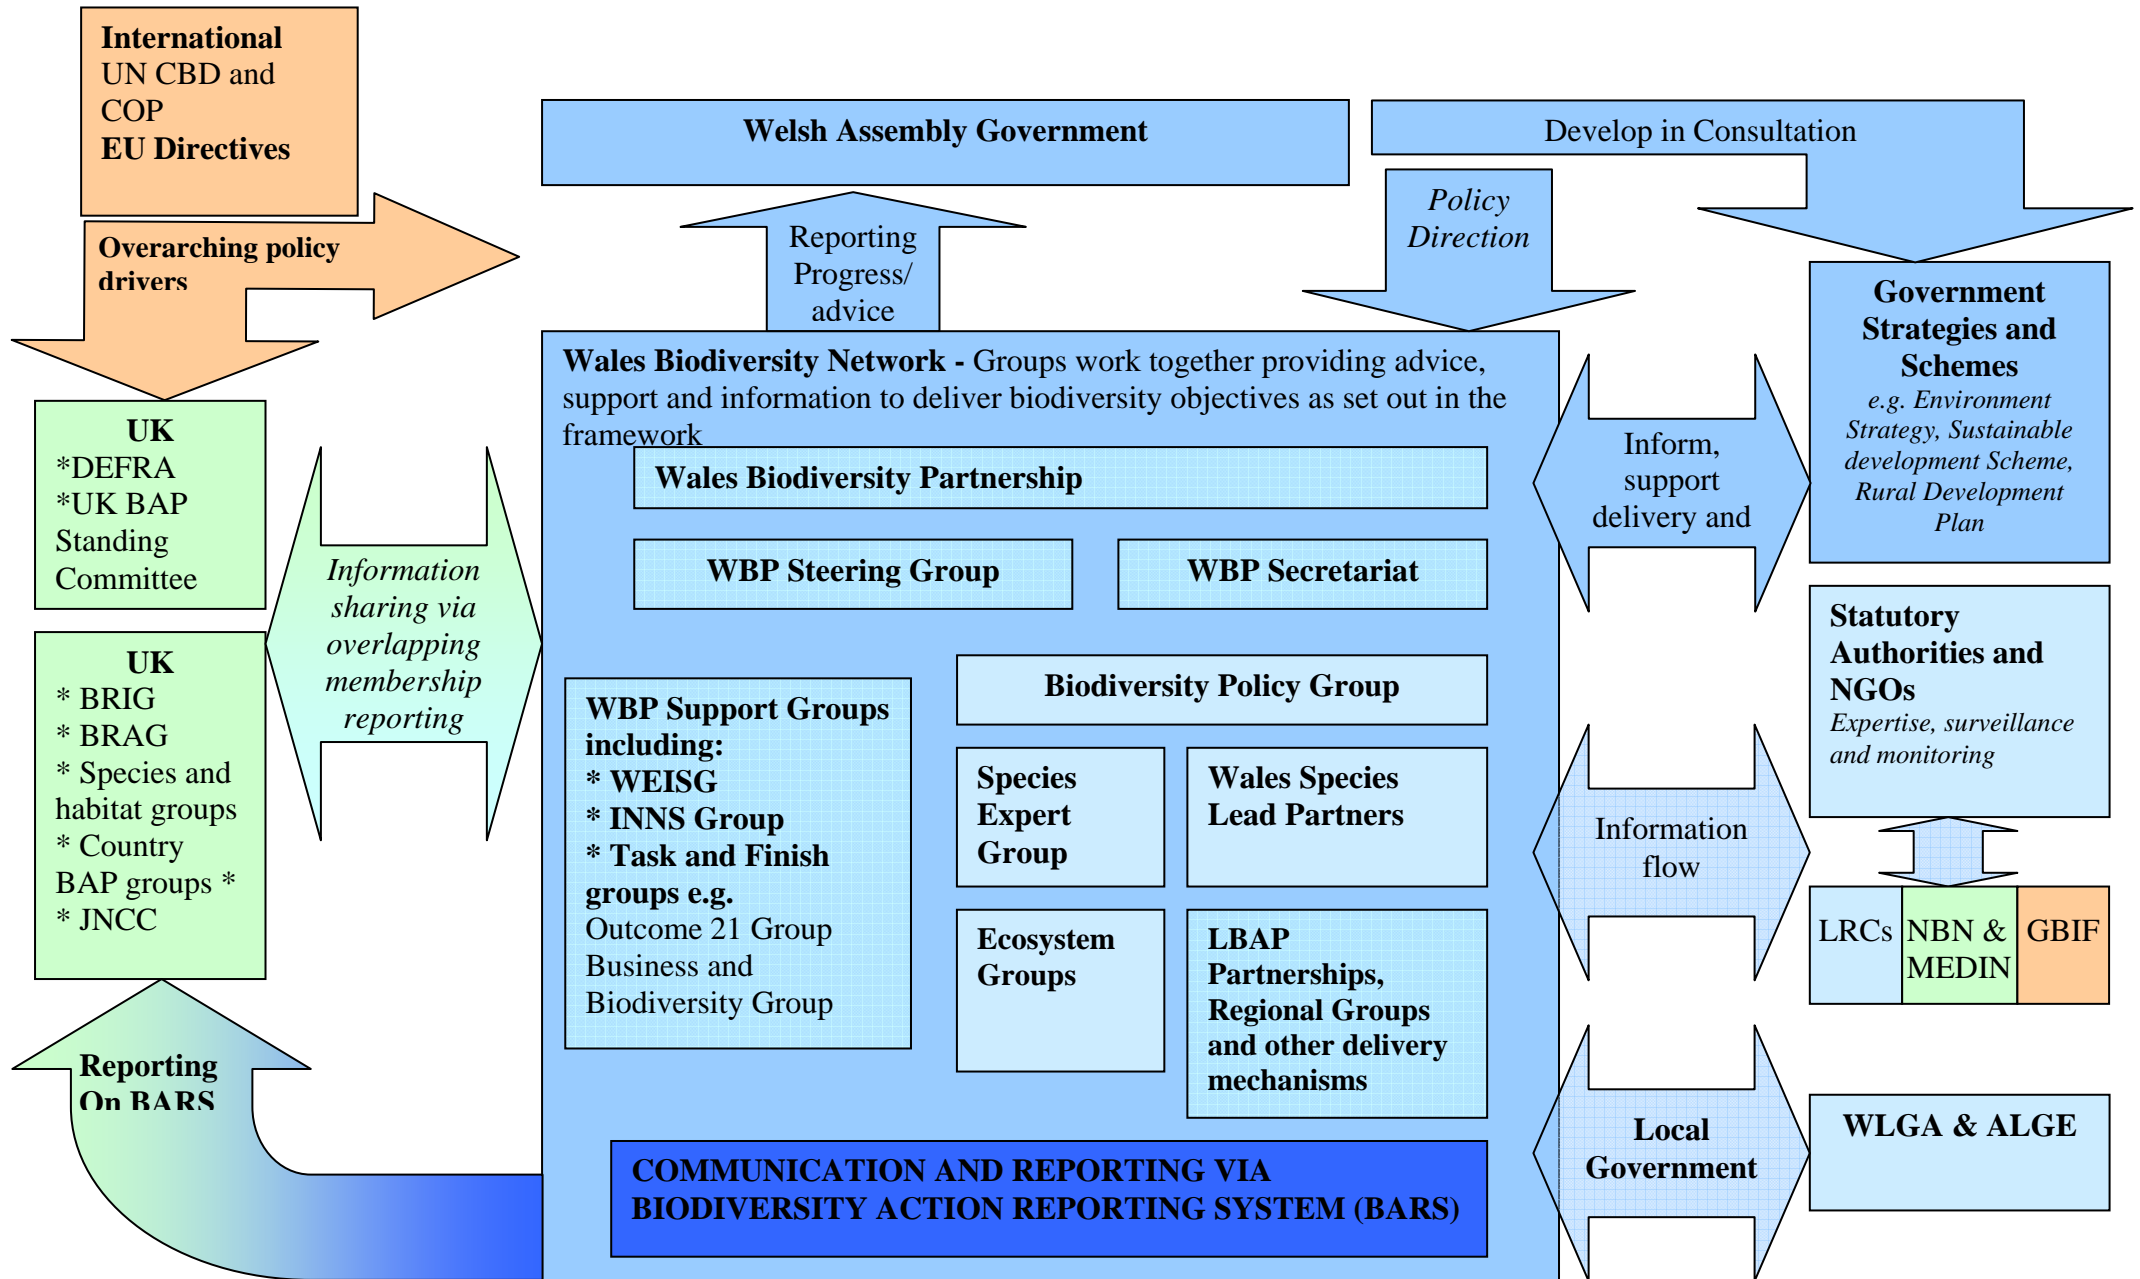 International
UN CBD and
COP
EU Directives
Welsh Assembly Government
Develop in Consultation
Overarching policy
drivers
Reporting
Progress/
advice
Policy
Direction
Government
Strategies and
Schemes
e.g. Environment
Strategy, Sustainable
development Scheme,
Rural Development
Plan
Wales Biodiversity Network - Groups work together providing advice,
support and information to deliver biodiversity objectives as set out in the
framework
UK
*DEFRA
*UK BAP
Standing
Committee
Wales Biodiversity Partnership
Inform,
support
delivery and
WBP Steering Group
WBP Secretariat
Information
sharing via
overlapping
membership
reporting
Statutory
Authorities and
NGOs
Expertise, surveillance
and monitoring
UK
* BRIG
* BRAG
* Species and
habitat groups
* Country
BAP groups *
* JNCC
Biodiversity Policy Group
WBP Support Groups
including:
* WEISG
* INNS Group
* Task and Finish
groups e.g.
Outcome 21 Group
Business and
Biodiversity Group
Species
Expert
Group
Wales Species
Lead Partners
Information
flow
Ecosystem
Groups
LBAP
Partnerships,
Regional Groups
and other delivery
mechanisms
LRCs
NBN &
MEDIN
GBIF
Reporting
On BARS
Local
Government
WLGA & ALGE
COMMUNICATION AND REPORTING VIA
BIODIVERSITY ACTION REPORTING SYSTEM (BARS)